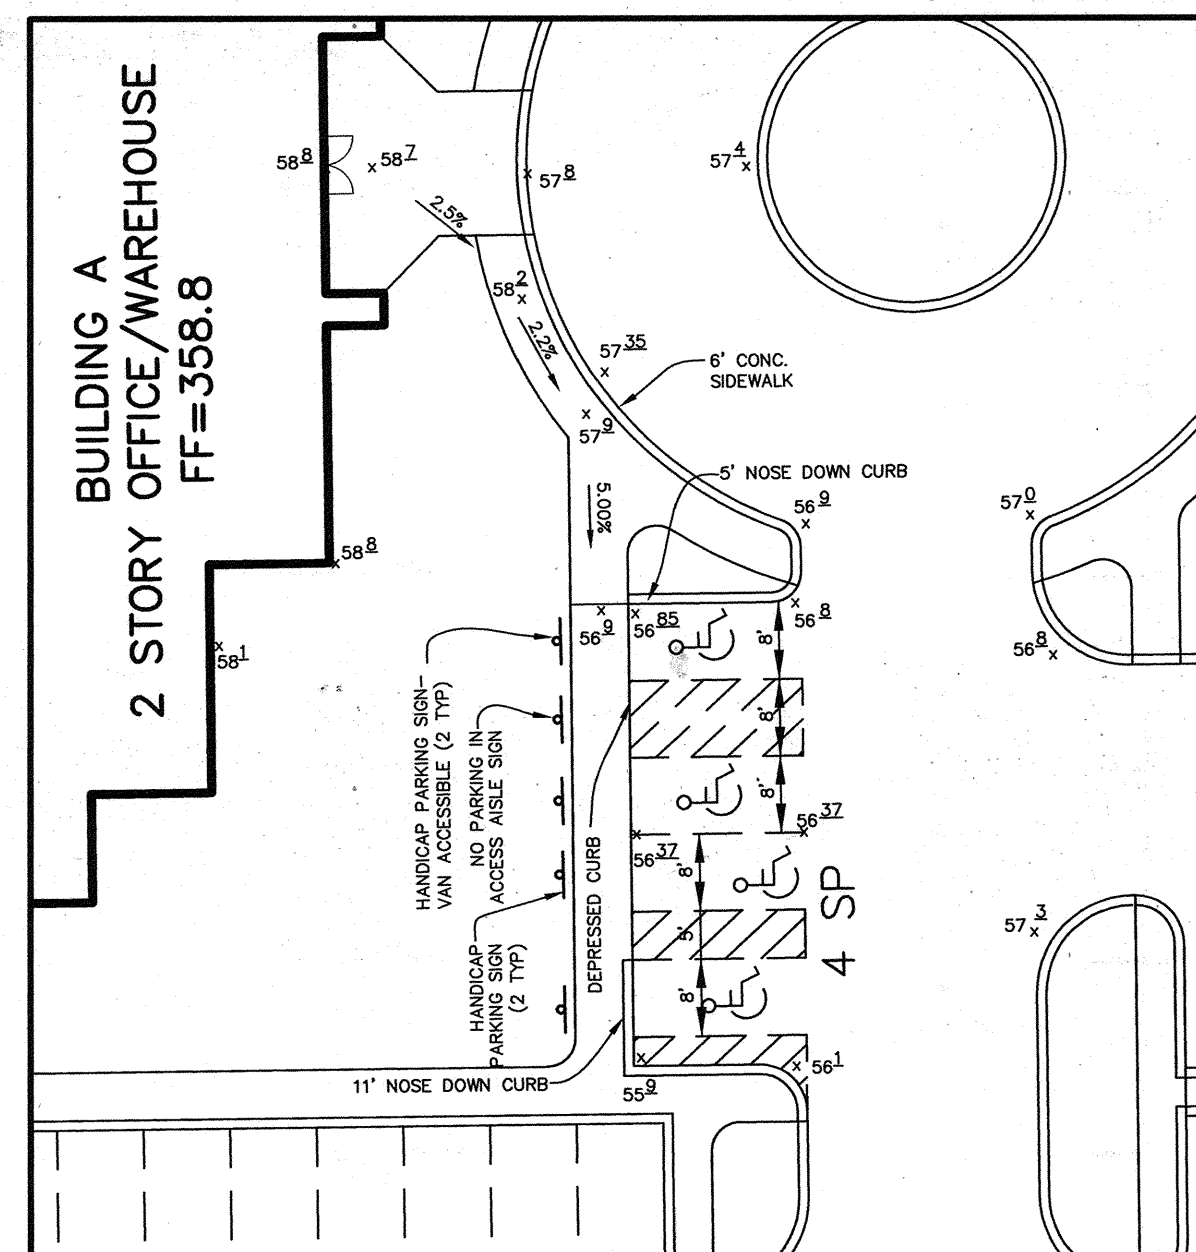 BUILDING A
2 STORY OFFICE/WAREHOUSE
FF=358.8
58 8
58 7
57 8
57 4
2.5%
58 2
2.2%
57 35
6' CONC.
SIDEWALK
57 9
5' NOSE DOWN CURB
5.00%
56 9
57 0
58 8
58 1
56 9
56 85
56 8
56 8
8'
8'
8'
HANDICAP PARKING SIGN-
VAN ACCESSIBLE (2 TYP)
NO PARKING IN
ACCESS AISLE SIGN
DEPRESSED CURB
56 37
56 37
8'
5'
8'
4 SP
57 3
HANDICAP
PARKING SIGN
(2 TYP)
11' NOSE DOWN CURB
55 9
56 1